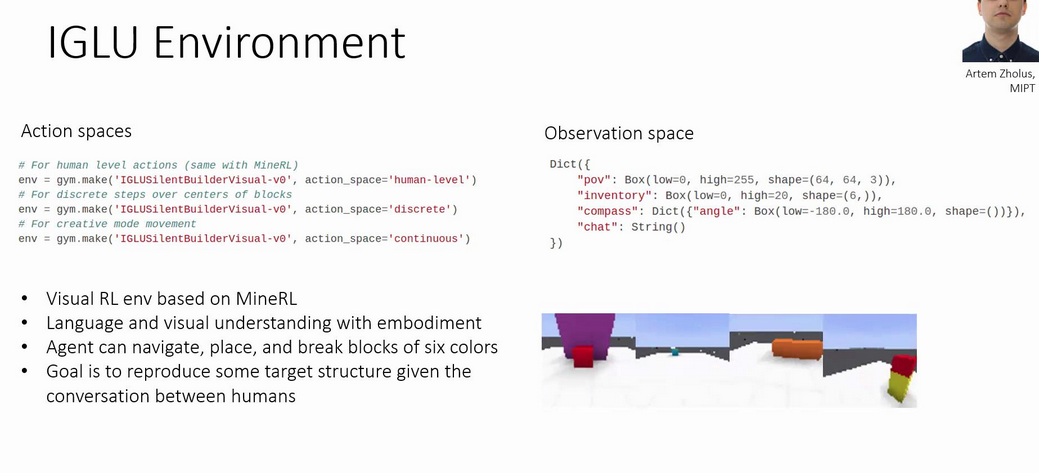 IGLU Environment
Artem Zholus,
MIPT
Action spaces
# For human level actions (same with MineRL)
env = gym.make('IGLUSilentBuilderVisual-v0', action_space='human-level')
# For discrete steps over centers of blocks
env = gym.make('IGLUSilentBuilderVisual-v0', action_space='discrete')
# For creative mode movement
env = gym.make('IGLUSilentBuilderVisual-v0', action_space='continuous')
• Visual RL env based on MineRL
• Language and visual understanding with embodiment
• Agent can navigate, place, and break blocks of six colors
• Goal is to reproduce some target structure given the
conversation between humans
Observation space
Dict({
"pov": Box(low=0, high=255, shape=(64, 64, 3)),
"inventory": Box(low=0, high=20, shape=(6,)),
"compass": Dict({"angle": Box(low=-180.0, high=180.0, shape=())}),
"chat": String()
})